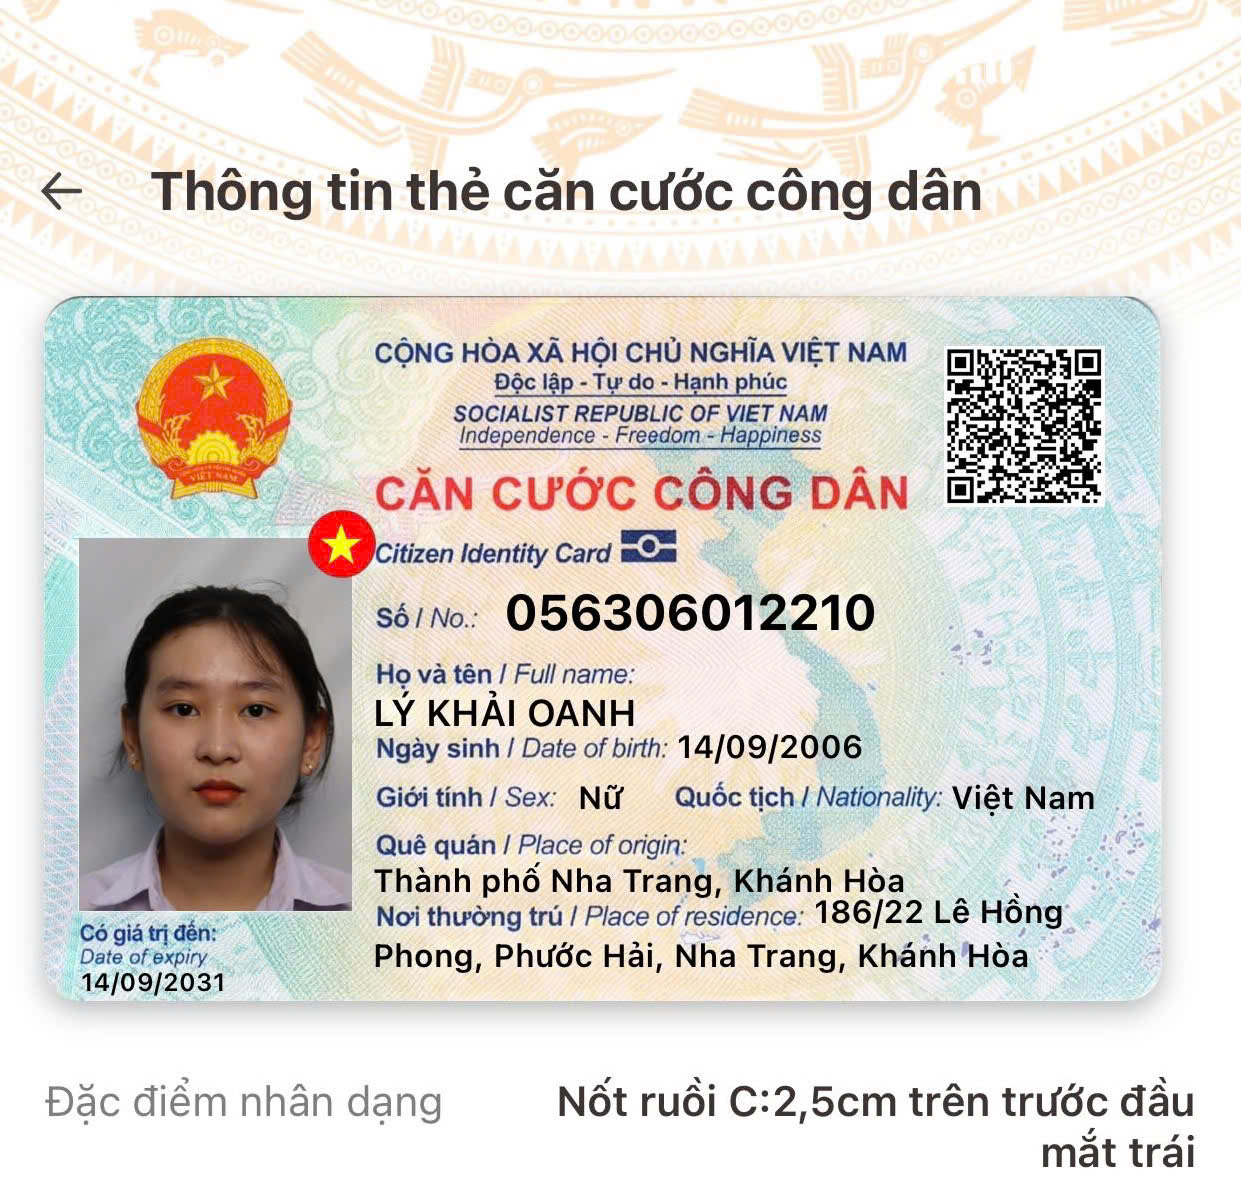 Thông tin thẻ căn cước công dân
CỘNG HÒA XÃ HỘI CHỦ NGHĨA VIỆT NAM
Độc lập - Tự do - Hạnh phúc
SOCIALIST REPUBLIC OF VIET NAM
Independence - Freedom - Happiness
CĂN CƯỚC CÔNG DÂN
Citizen Identity Card
Số / No.: 056306012210
Họ và tên / Full name:
LÝ KHẢI OANH
Ngày sinh / Date of birth: 14/09/2006
Giới tính / Sex: Nữ Quốc tịch / Nationality: Việt Nam
Quê quán / Place of origin:
Thành phố Nha Trang, Khánh Hòa
Nơi thường trú / Place of residence: 186/22 Lê Hồng
Phong, Phước Hải, Nha Trang, Khánh Hòa
Có giá trị đến:
Date of expiry
14/09/2031
VIỆT NAM
Đặc điểm nhân dạng
Nốt ruồi C:2,5cm trên trước đầu
mắt trái